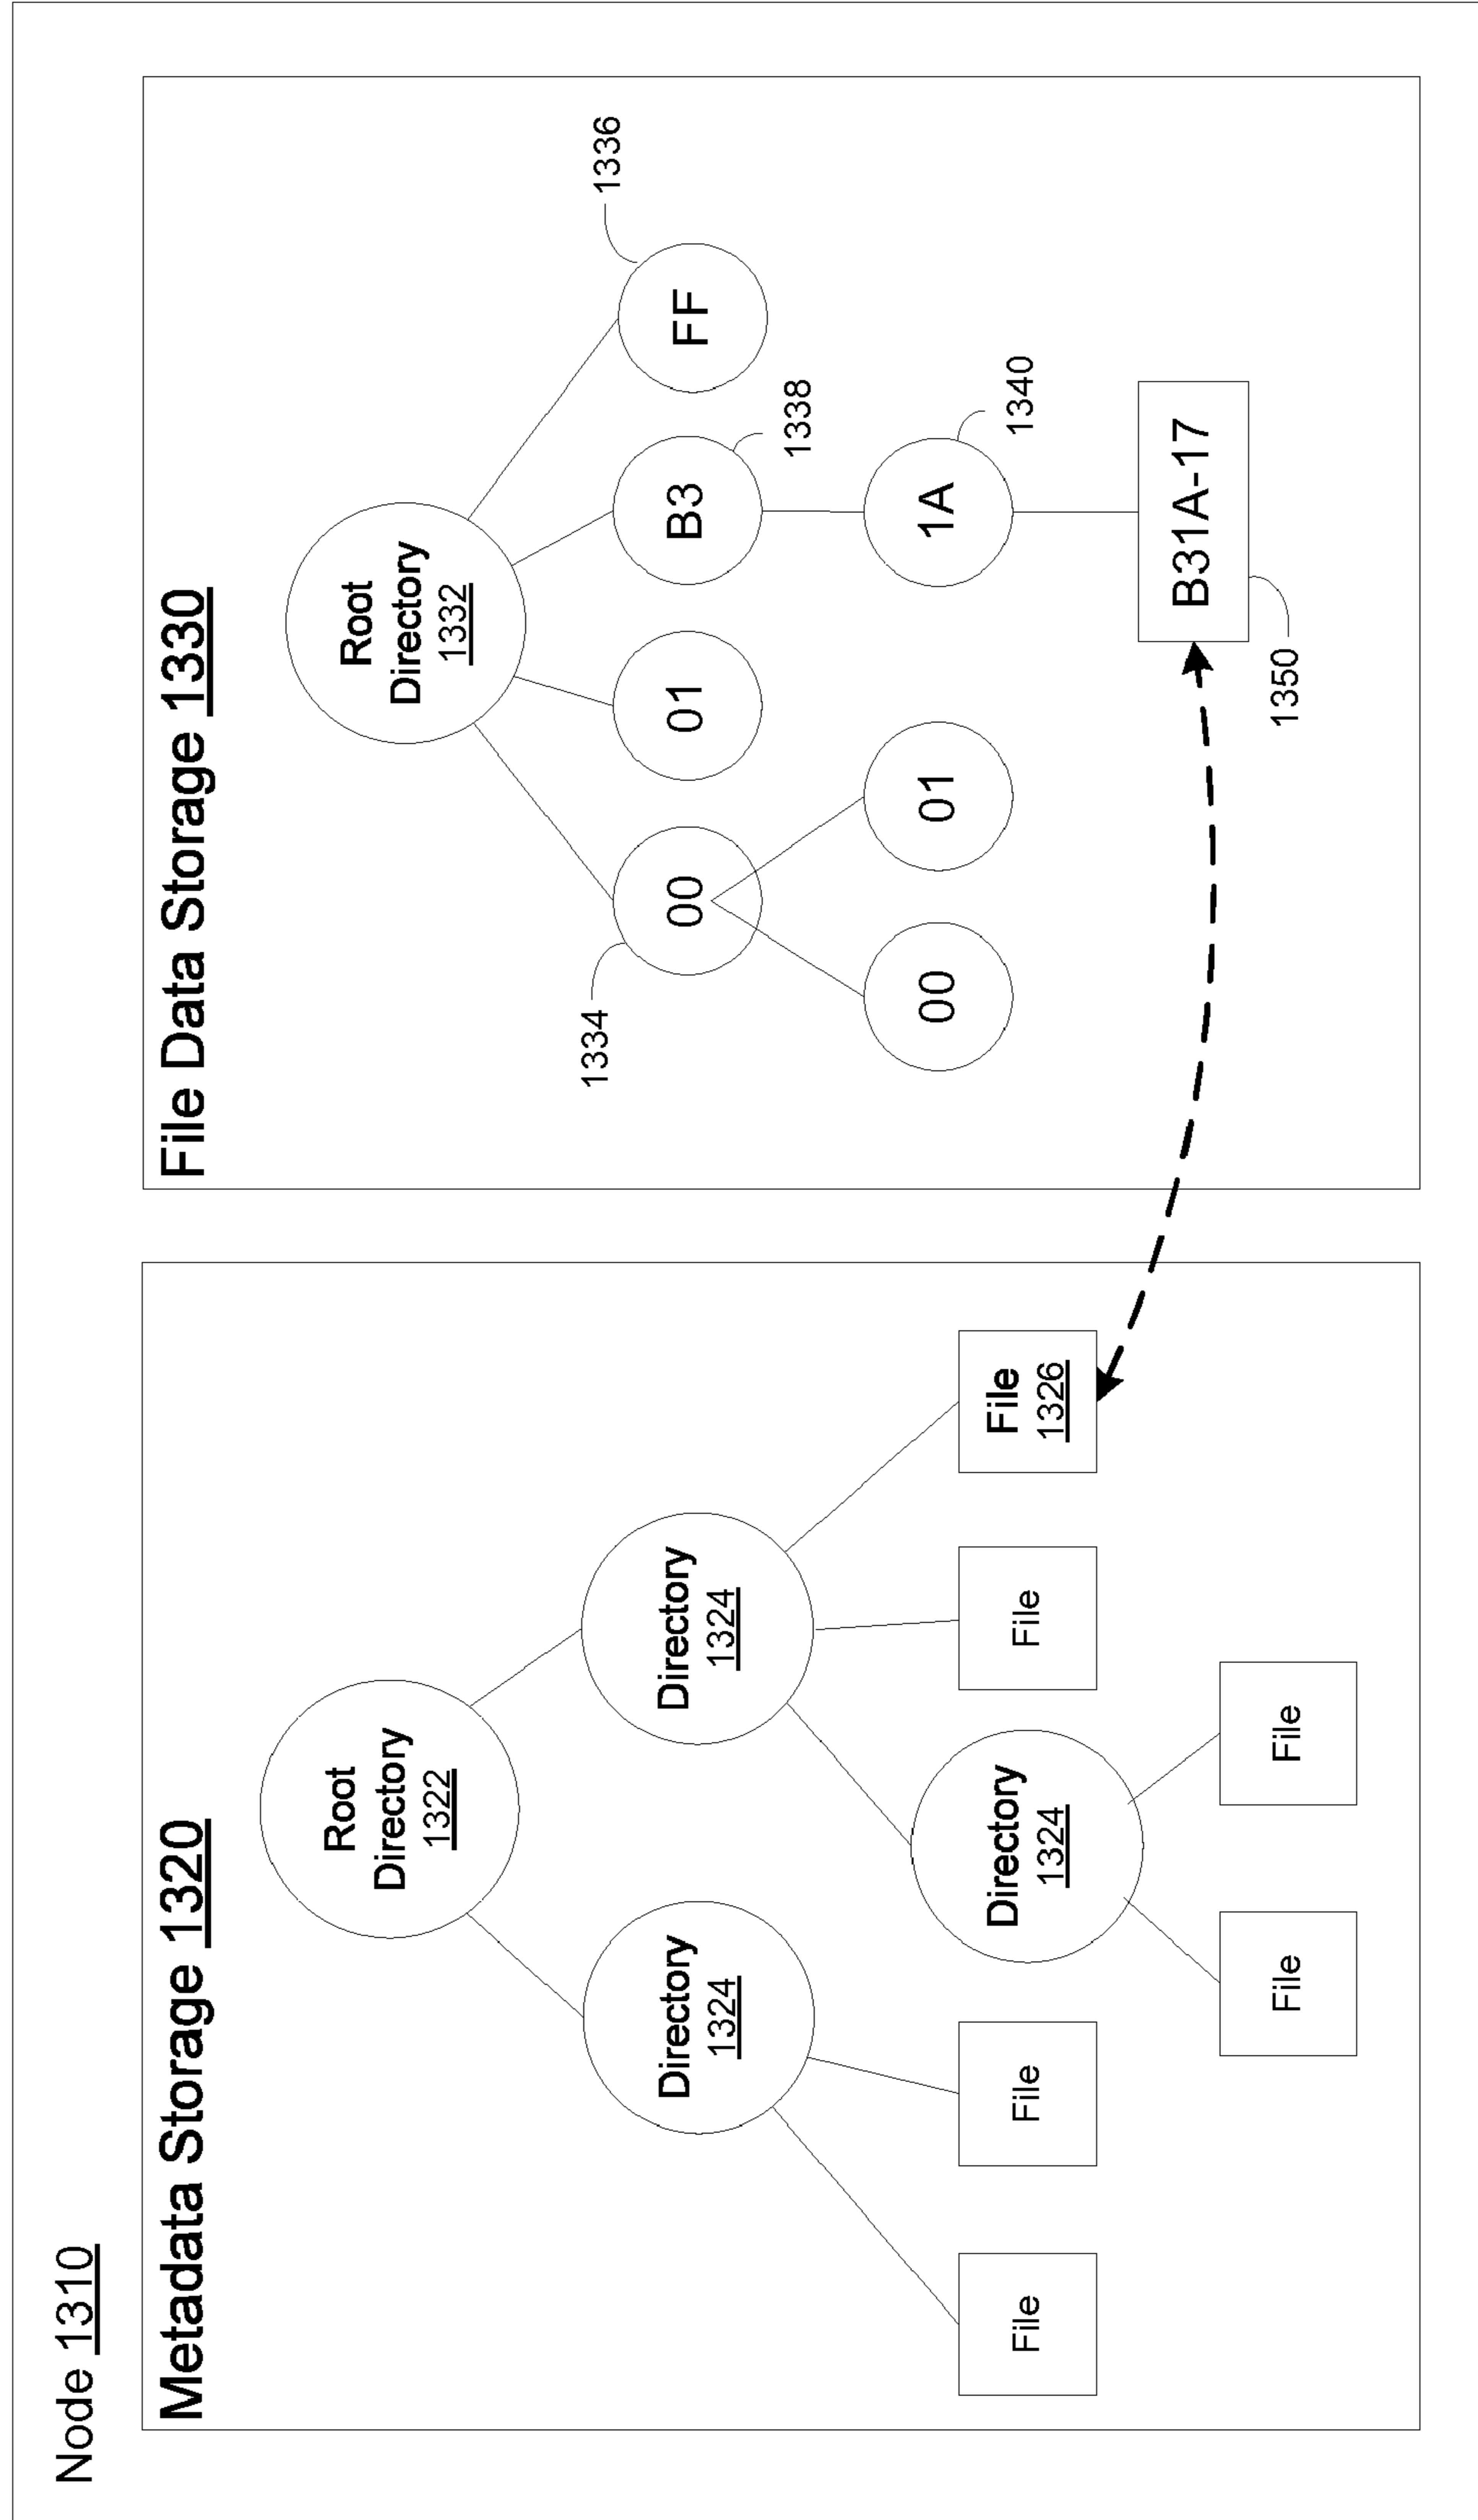 Node 1310
Metadata Storage 1320
Root
Directory
1322
Directory
1324
Directory
1324
File
File
Directory
1324
File
File
1326
File
File
File Data Storage 1330
Root
Directory
1332
1334
00
01
B3
FF
1336
1338
00
01
1A
1340
B31A-17
1350